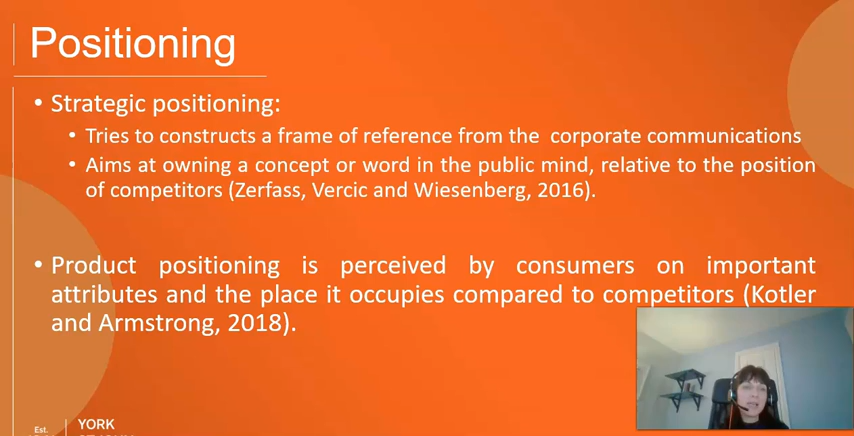 Positioning
• Strategic positioning:
• Tries to constructs a frame of reference from the corporate communications
• Aims at owning a concept or word in the public mind, relative to the position
of competitors (Zerfass, Vercic and Wiesenberg, 2016).
• Product positioning is perceived by consumers on important
attributes and the place it occupies compared to competitors (Kotler
and Armstrong, 2018).
Est.
YORK